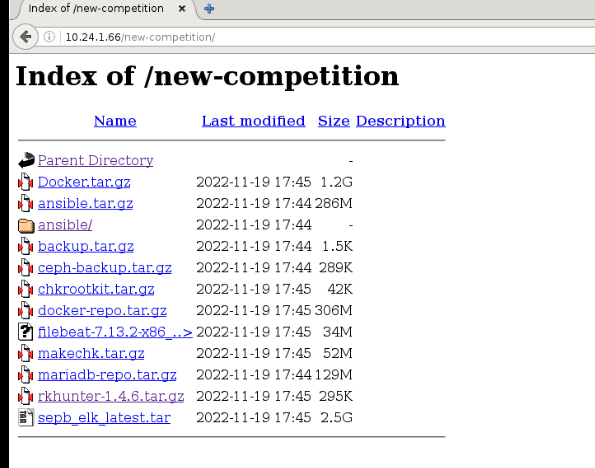 Index of /new-competition
10.24.1.66/new-competition/
Index of /new-competition
Name Last modified Size Description
Parent Directory -
Docker.tar.gz 2022-11-19 17:45 1.2G
ansible.tar.gz 2022-11-19 17:44 286M
ansible/ 2022-11-19 17:44 -
backup.tar.gz 2022-11-19 17:44 1.5K
ceph-backup.tar.gz 2022-11-19 17:44 289K
chkrootkit.tar.gz 2022-11-19 17:45 42K
docker-repo.tar.gz 2022-11-19 17:45 306M
filebeat-7.13.2-x86_..> 2022-11-19 17:45 34M
makechk.tar.gz 2022-11-19 17:45 52M
mariadb-repo.tar.gz 2022-11-19 17:44 129M
rkhunter-1.4.6.tar.gz 2022-11-19 17:45 295K
sepb_elk_latest.tar 2022-11-19 17:45 2.5G